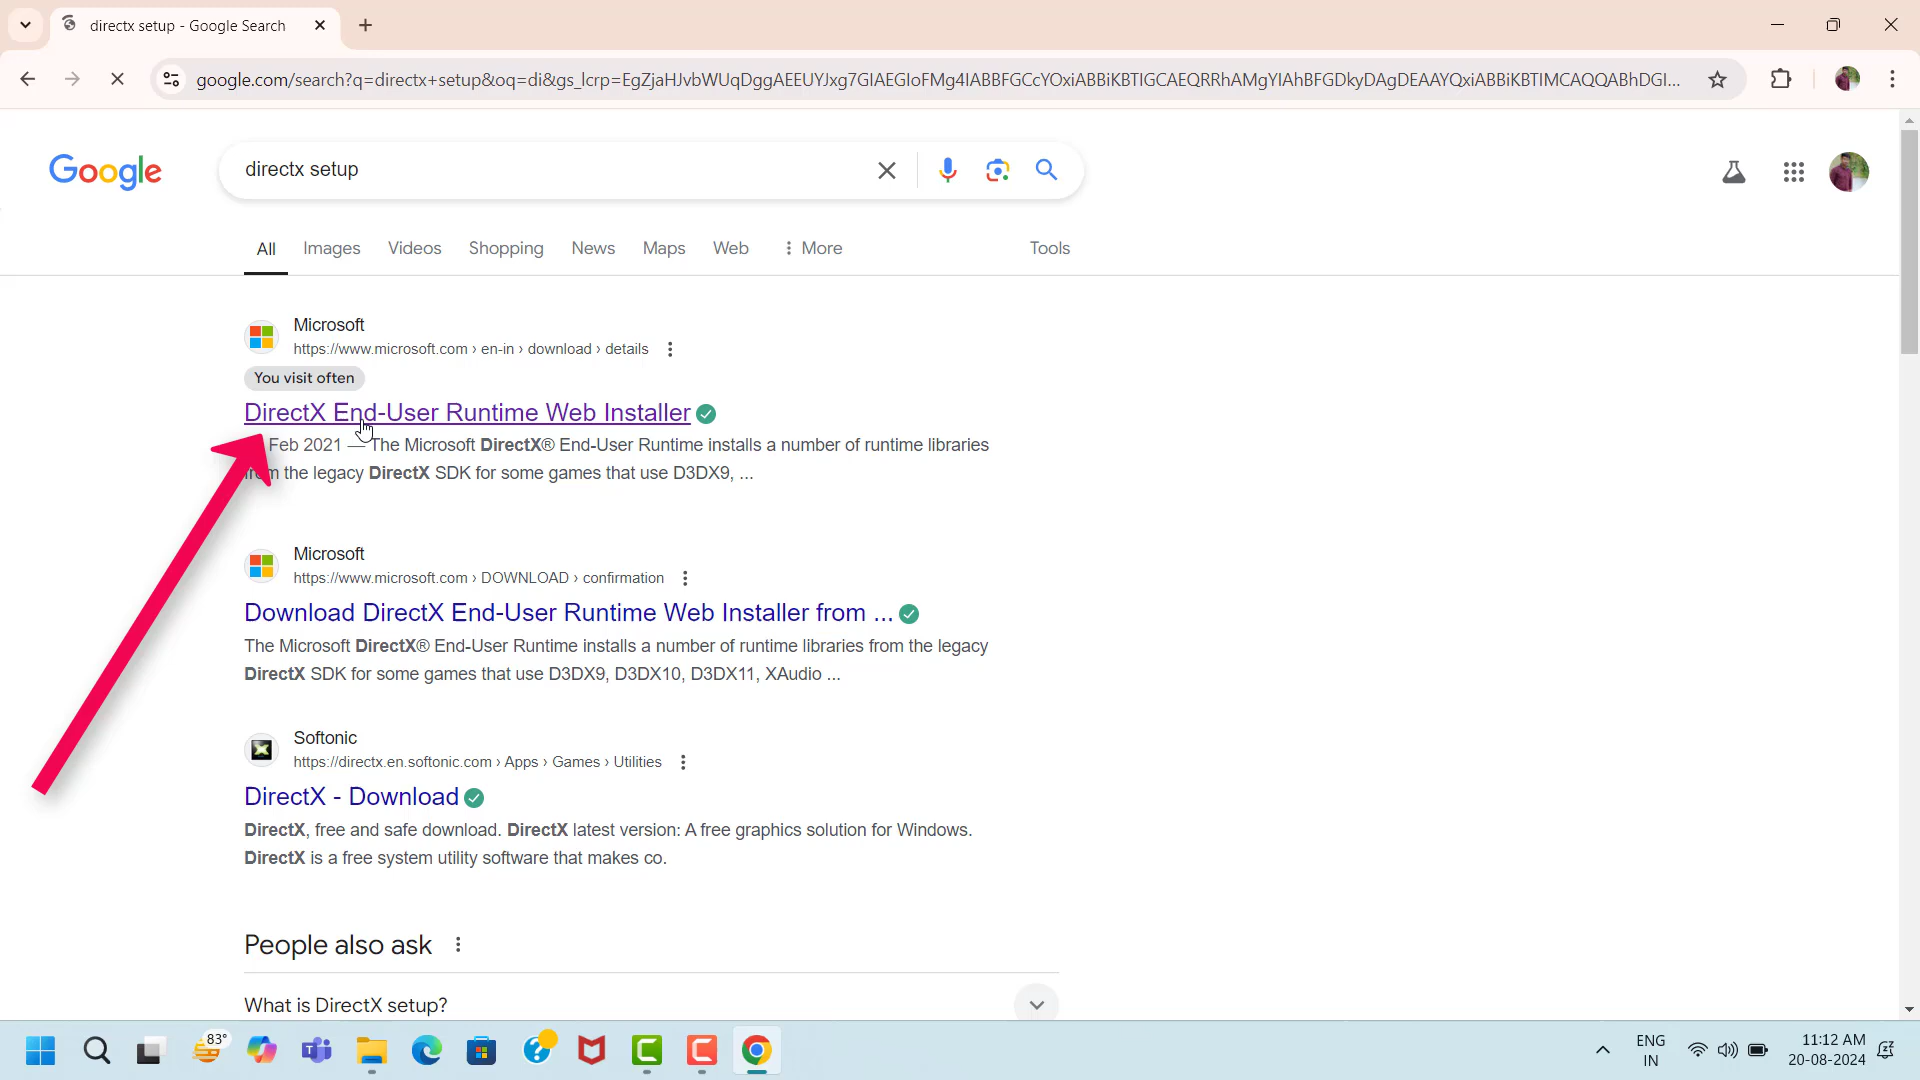 directx setup - Google Search
google.com/search?q=directx+setup&oq=di&gs_lcrp=EgZjaHJvbWUqDggAEEUYJxg7GIAEGIoFMg4IABBFGCcYOxiABBiKBTIGCAEQRRhAMgYIAhBFGDkyDAgDEAAYQxiABBiKBTIMCAQQABhDGI...
Google
directx setup
All Images Videos Shopping News Maps Web More Tools
Microsoft
https://www.microsoft.com › en-in › download › details
You visit often
DirectX End-User Runtime Web Installer
Feb 2021 — The Microsoft DirectX® End-User Runtime installs a number of runtime libraries
from the legacy DirectX SDK for some games that use D3DX9, ...
Microsoft
https://www.microsoft.com › DOWNLOAD › confirmation
Download DirectX End-User Runtime Web Installer from ...
The Microsoft DirectX® End-User Runtime installs a number of runtime libraries from the legacy
DirectX SDK for some games that use D3DX9, D3DX10, D3DX11, XAudio ...
Softonic
https://directx.en.softonic.com › Apps › Games › Utilities
DirectX - Download
DirectX, free and safe download. DirectX latest version: A free graphics solution for Windows.
DirectX is a free system utility software that makes co.
People also ask
What is DirectX setup?
83°
ENG
IN
11:12 AM
20-08-2024